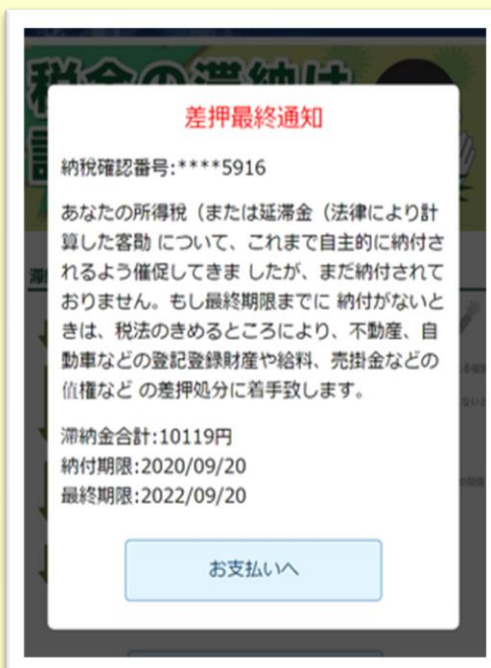 税金の滞納は
差押最終通知
納税確認番号:****5916
あなたの所得税（または延滞金（法律により計
算した客勛 について、これまで自主的に納付さ
れるよう催促してきま したが、まだ納付されて
おりません。もし最終期限までに 納付がないと
きは、税法のきめるところにより、不動産、自
動車などの登記登録財産や給料、売掛金などの
値権など の差押処分に着手致します。
滞納金合計:10119円
納付期限:2020/09/20
最終期限:2022/09/20
お支払いへ